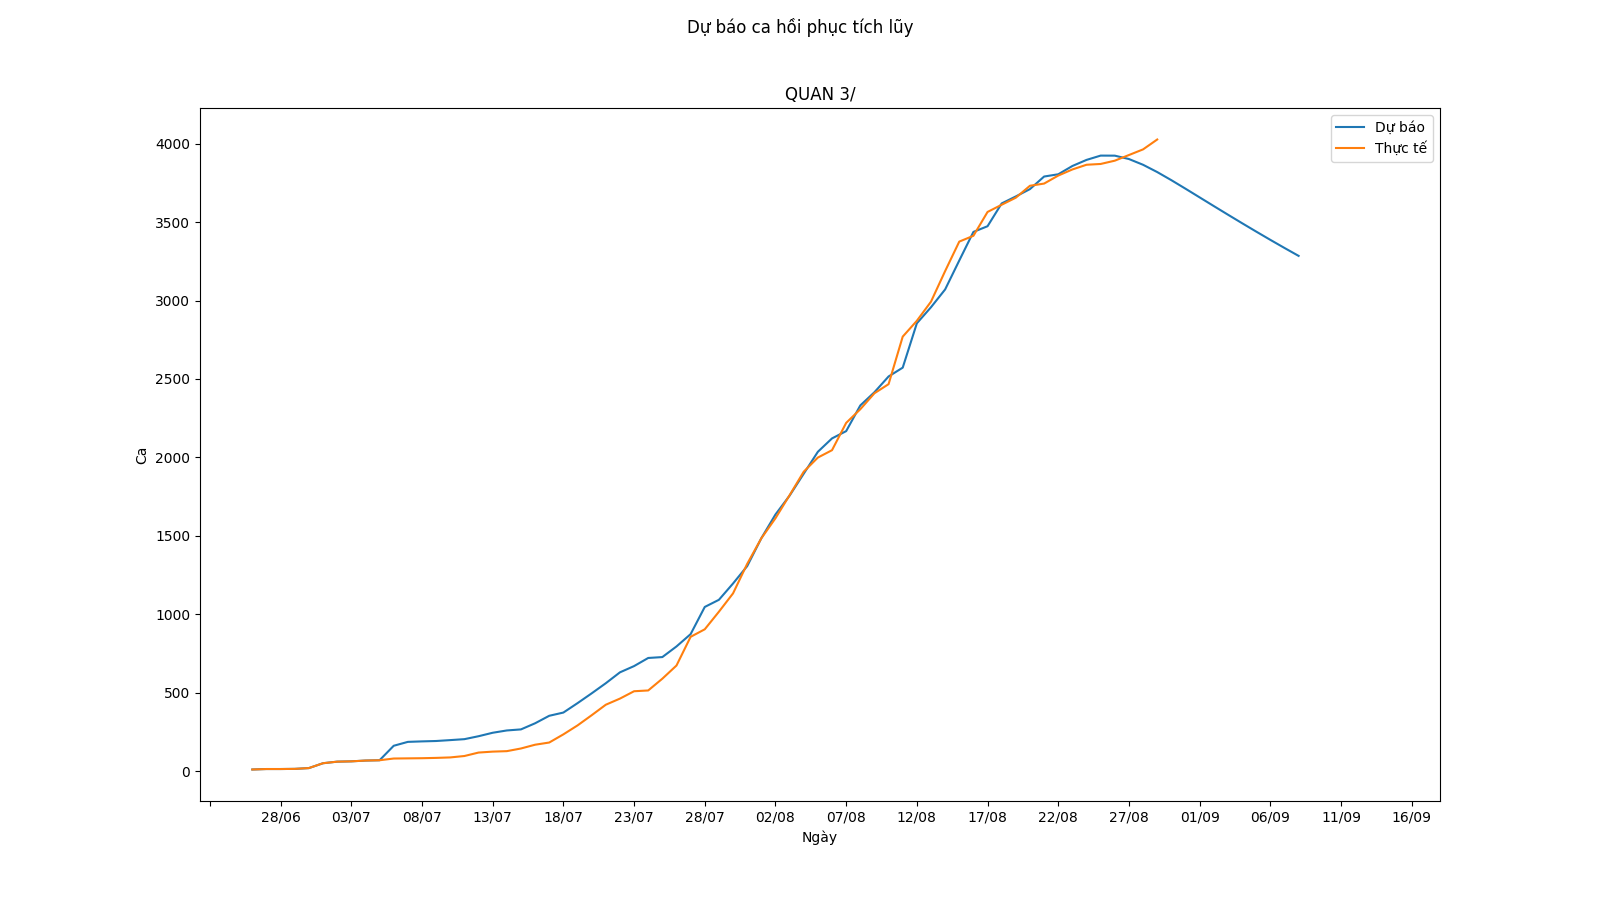 Dự báo ca hồi phục tích lũy
QUAN 3/
Dự báo
Thực tế
4000
3500
3000
2500
2000
1500
1000
500
0
Ca
28/06 03/07 08/07 13/07 18/07 23/07 28/07 02/08 07/08 12/08 17/08 22/08 27/08 01/09 06/09 11/09 16/09
Ngày